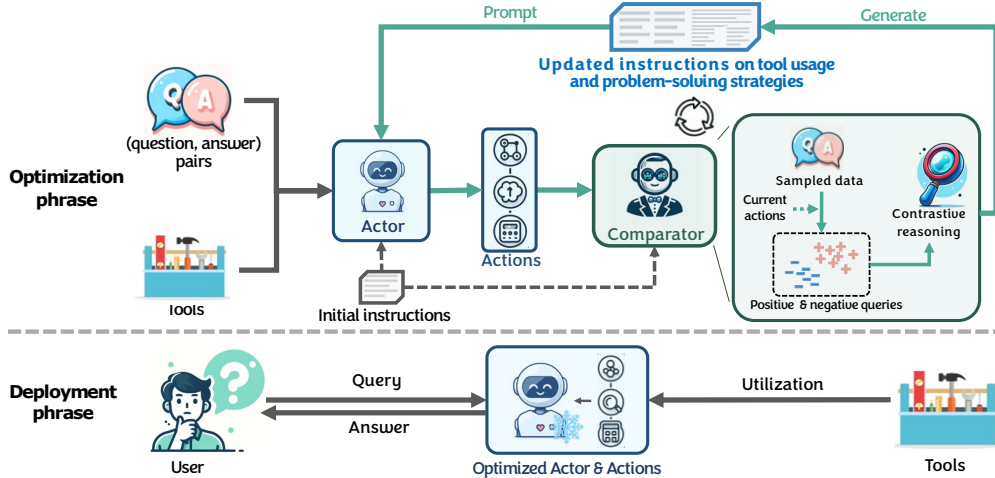 Prompt
Generate
Updated instructions on tool usage
and problem-solving strategies
Q A
(question, answer)
pairs
Optimization
phrase
Tools
Actor
Actions
Initial instructions
Comparator
Q A
Sampled data
Current
actions
Contrastive
reasoning
Positive & negative queries
Deployment
phrase
User
Query
Answer
Optimized Actor & Actions
Utilization
Tools